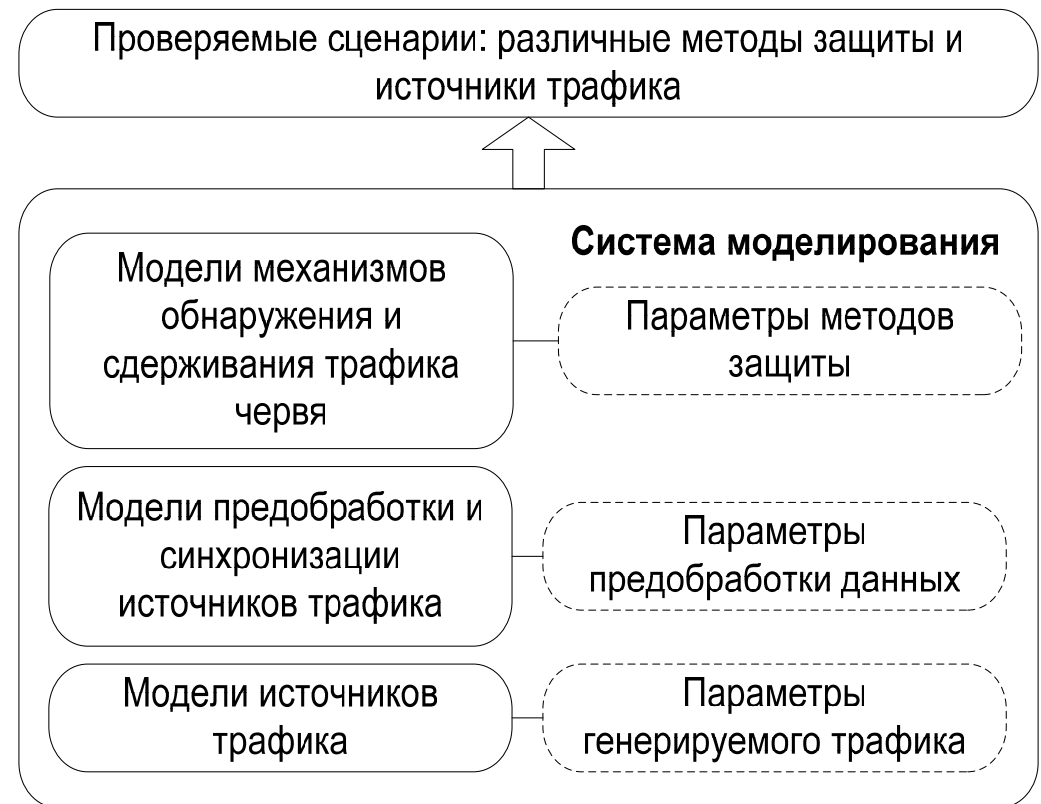 Проверяемые сценарии: различные методы защиты и
источники трафика
Система моделирования
Модели механизмов
обнаружения и
сдерживания трафика
червя
Параметры методов
защиты
Модели предобработки и
синхронизации
источников трафика
Параметры
предобработки данных
Модели источников
трафика
Параметры
генерируемого трафика